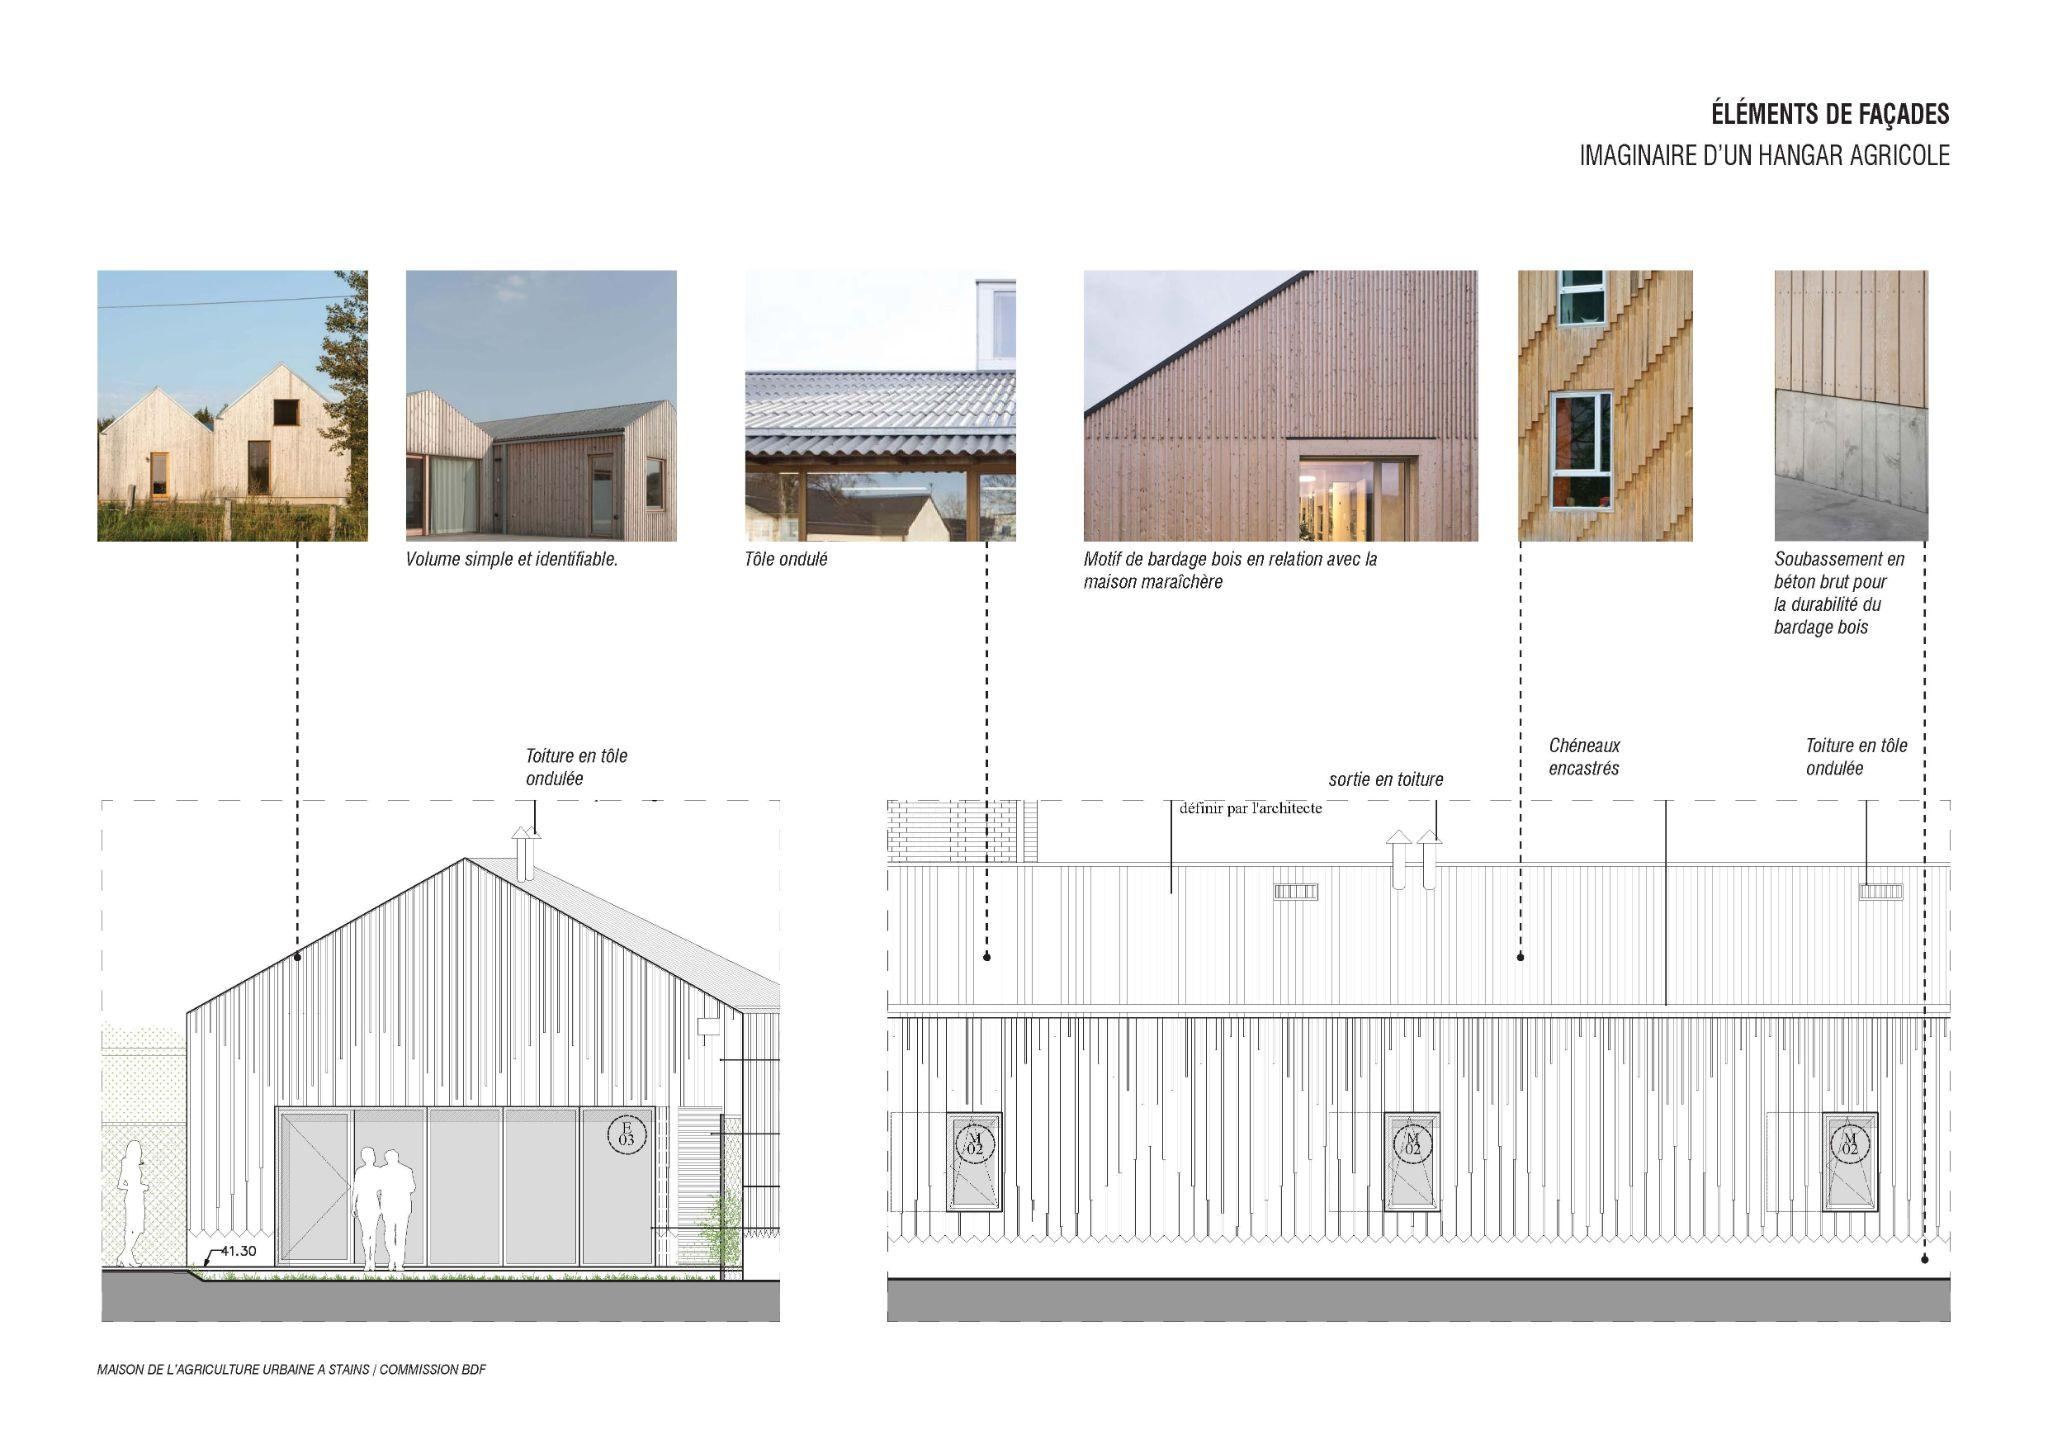 ÉLÉMENTS DE FAÇADES
IMAGINAIRE D'UN HANGAR AGRICOLE
Volume simple et identifiable.
Tôle ondulé
Motif de bardage bois en relation avec la
maison maraîchère
Soubassement en
béton brut pour
la durabilité du
bardage bois
Toiture en tôle
ondulée
définir par l'architecte
sortie en toiture
Chéneaux
encastrés
Toiture en tôle
ondulée
E
03
41.30
M
02
M
02
M
02
MAISON DE L'AGRICULTURE URBAINE A STAINS / COMMISSION BDF